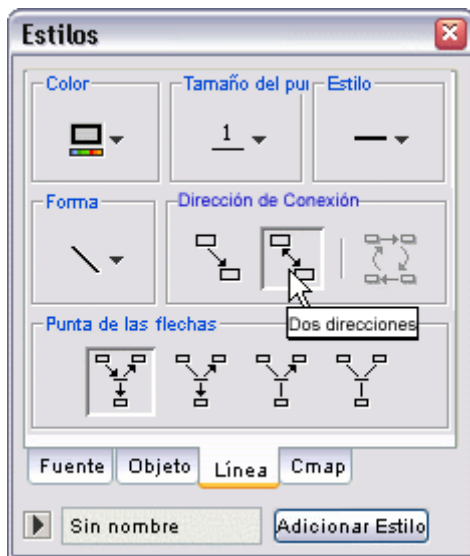 Estilos
Color
Tamaño del pur
Estilo
1
Forma
Dirección de Conexión
Dos direcciones
Punta de las flechas
Fuente
Objeto
Línea
Cmap
Sin nombre
Adicionar Estilo